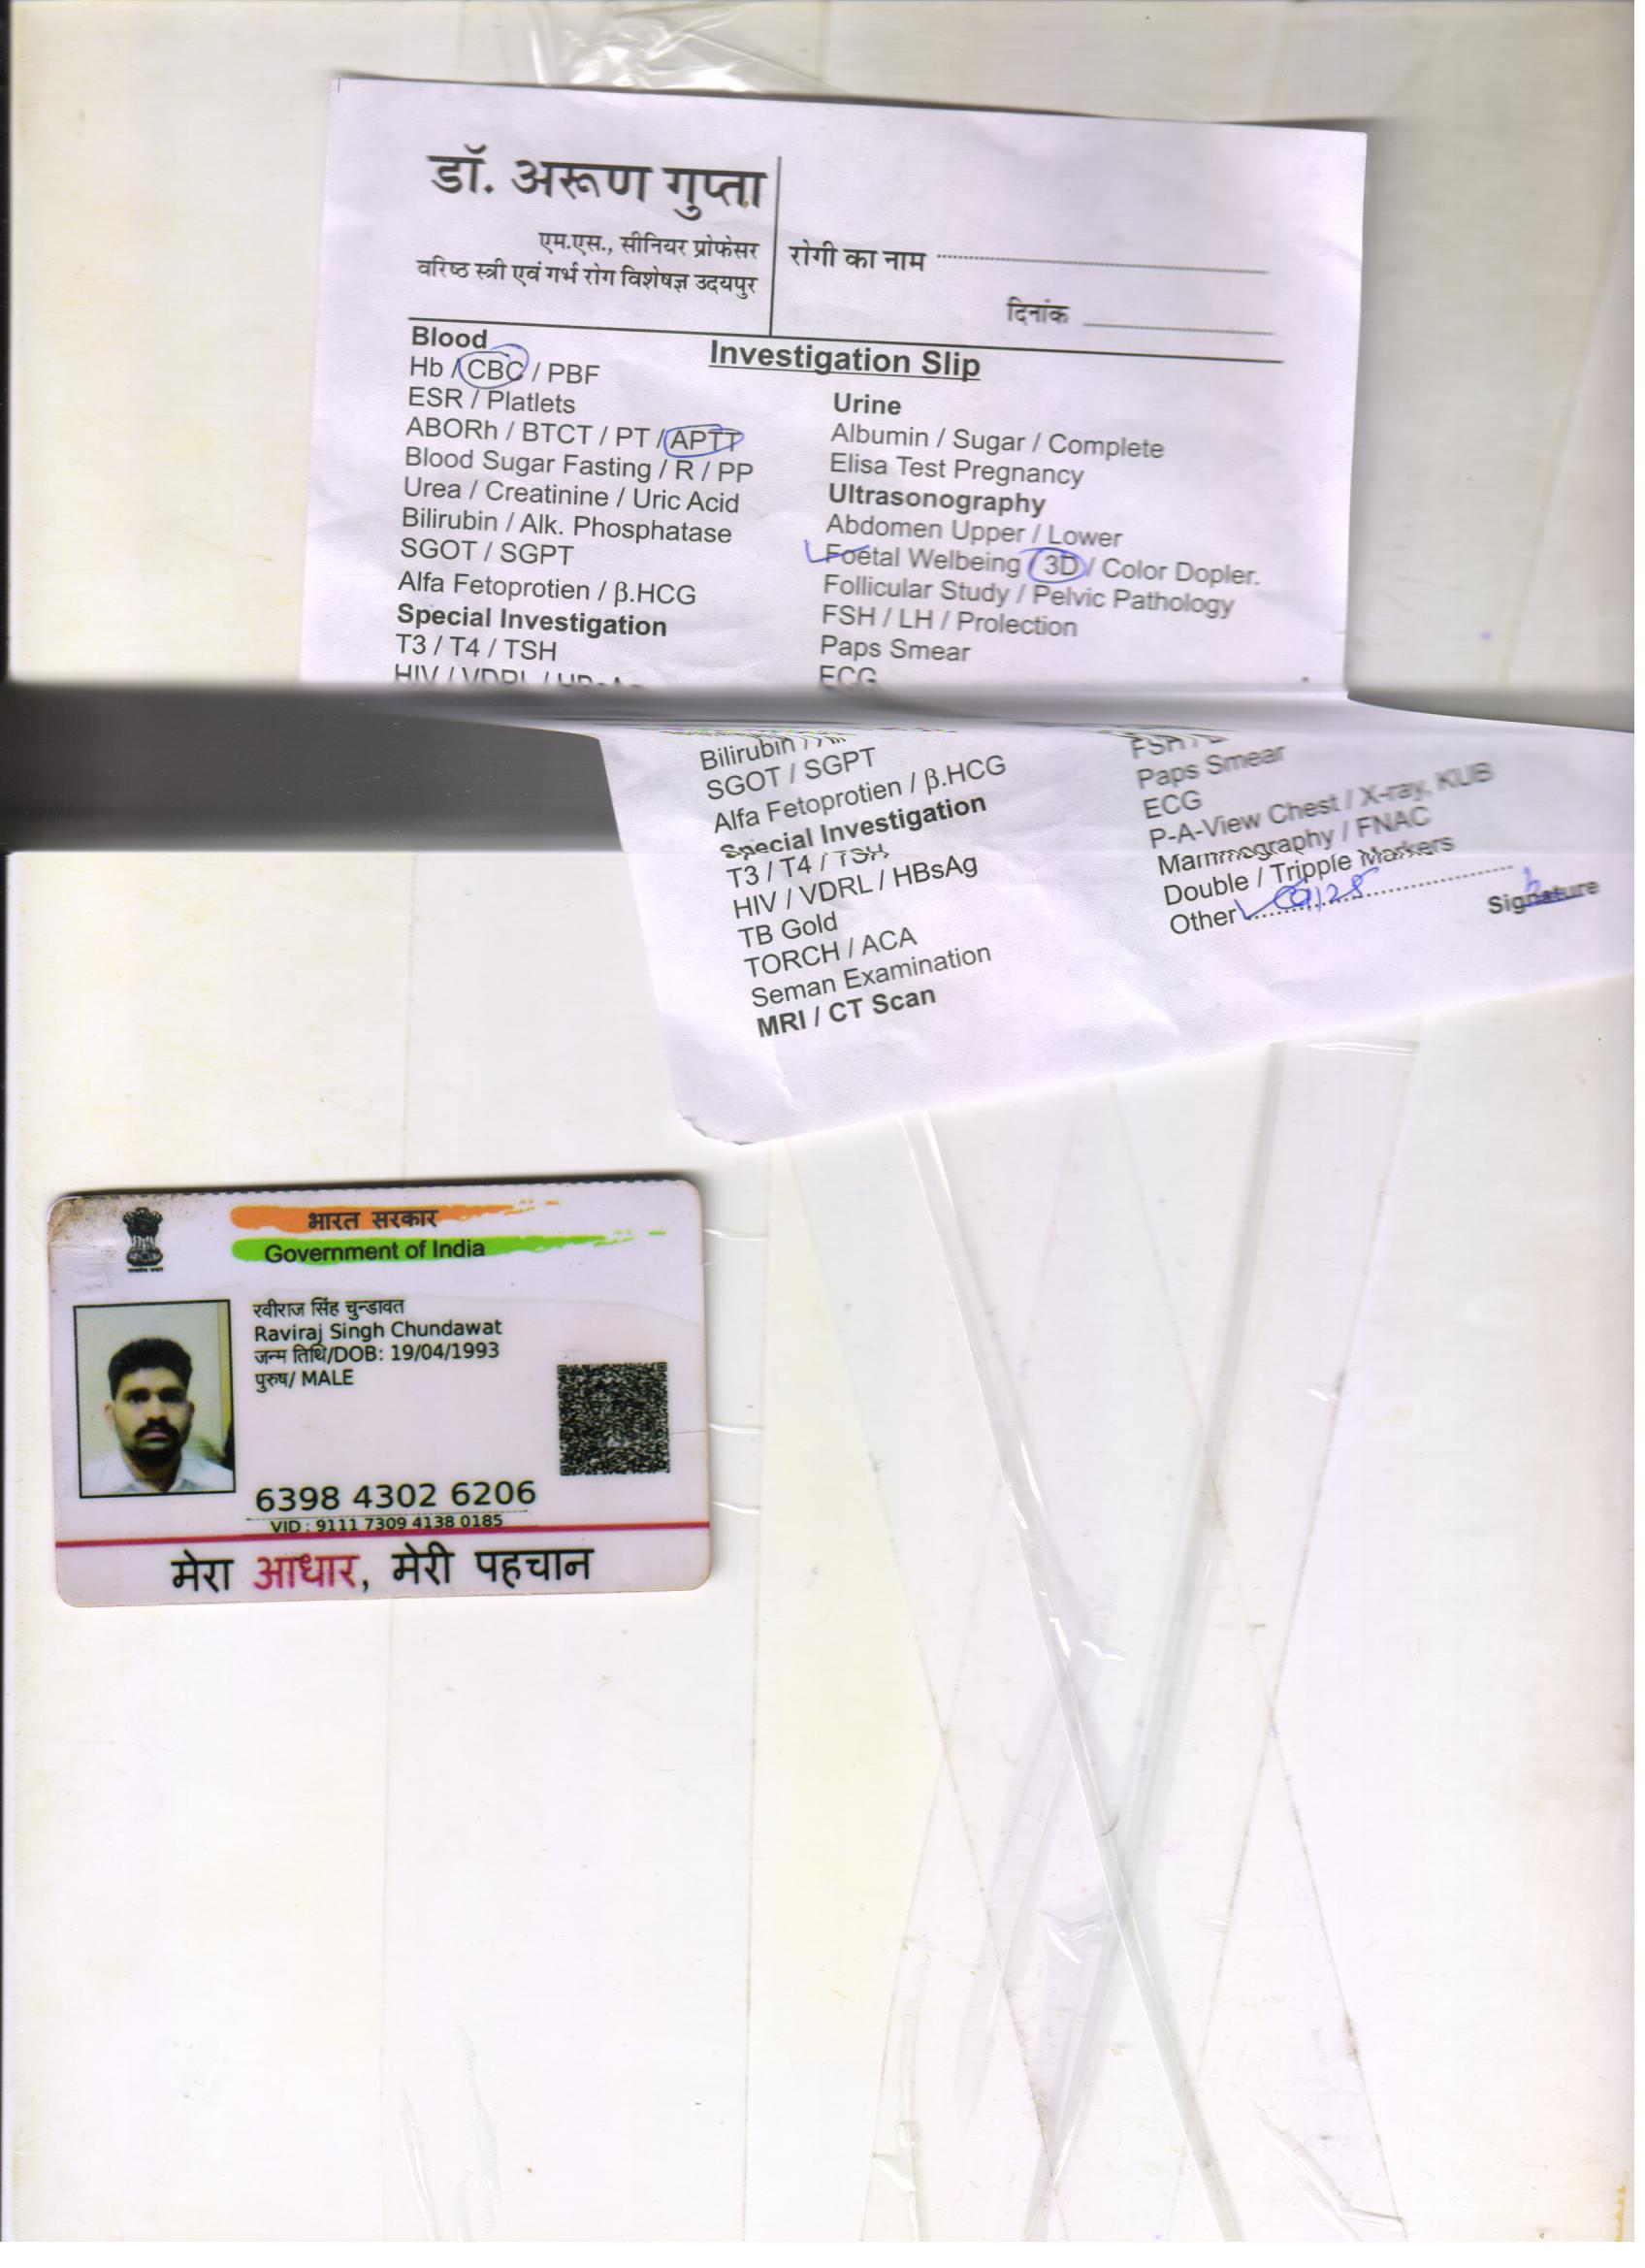 डॉ. अरूण गुप्ता
एम.एस., सीनियर प्रोफेसर
वरिष्ठ स्त्री एवं गर्भ रोग विशेषज्ञ उदयपुर
रोगी का नाम
दिनांक
Investigation Slip
Blood
Hb / CBC / PBF
ESR / Platlets
ABORh / BTCT / PT / APTT
Blood Sugar Fasting / R / PP
Urea / Creatinine / Uric Acid
Bilirubin / Alk. Phosphatase
SGOT / SGPT
Alfa Fetoprotien / β.HCG
Special Investigation
T3 / T4 / TSH
HIV / VDRL /
Urine
Albumin / Sugar / Complete
Elisa Test Pregnancy
Ultrasonography
Abdomen Upper / Lower
Foetal Welbeing / 3D / Color Dopler.
Follicular Study / Pelvic Pathology
FSH / LH / Prolection
Paps Smear
ECG
Bilirubin /
SGOT / SGPT
Alfa Fetoprotien / β.HCG
Special Investigation
T3 / T4 / TSH
HIV / VDRL / HBsAg
TB Gold
TORCH / ACA
Seman Examination
MRI / CT Scan
FSH /
Paps Smear
ECG
P-A-View Chest / X-ray, KUB
Mammography / FNAC
Double / Tripple Markers
Other
Signature
भारत सरकार
Government of India
रवीराज सिंह चुन्डावत
Raviraj Singh Chundawat
जन्म तिथि/DOB: 19/04/1993
पुरुष/ MALE
6398 4302 6206
VID : 9111 7309 4138 0185
मेरा आधार, मेरी पहचान